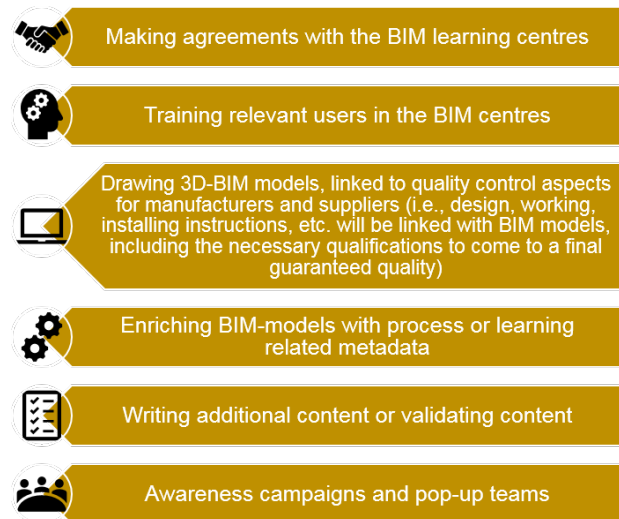 Making agreements with the BIM learning centres
Training relevant users in the BIM centres
Drawing 3D-BIM models, linked to quality control aspects
for manufacturers and suppliers (i.e., design, working,
installing instructions, etc. will be linked with BIM models,
including the necessary qualifications to come to a final
guaranteed quality)
Enriching BIM-models with process or learning
related metadata
Writing additional content or validating content
Awareness campaigns and pop-up teams